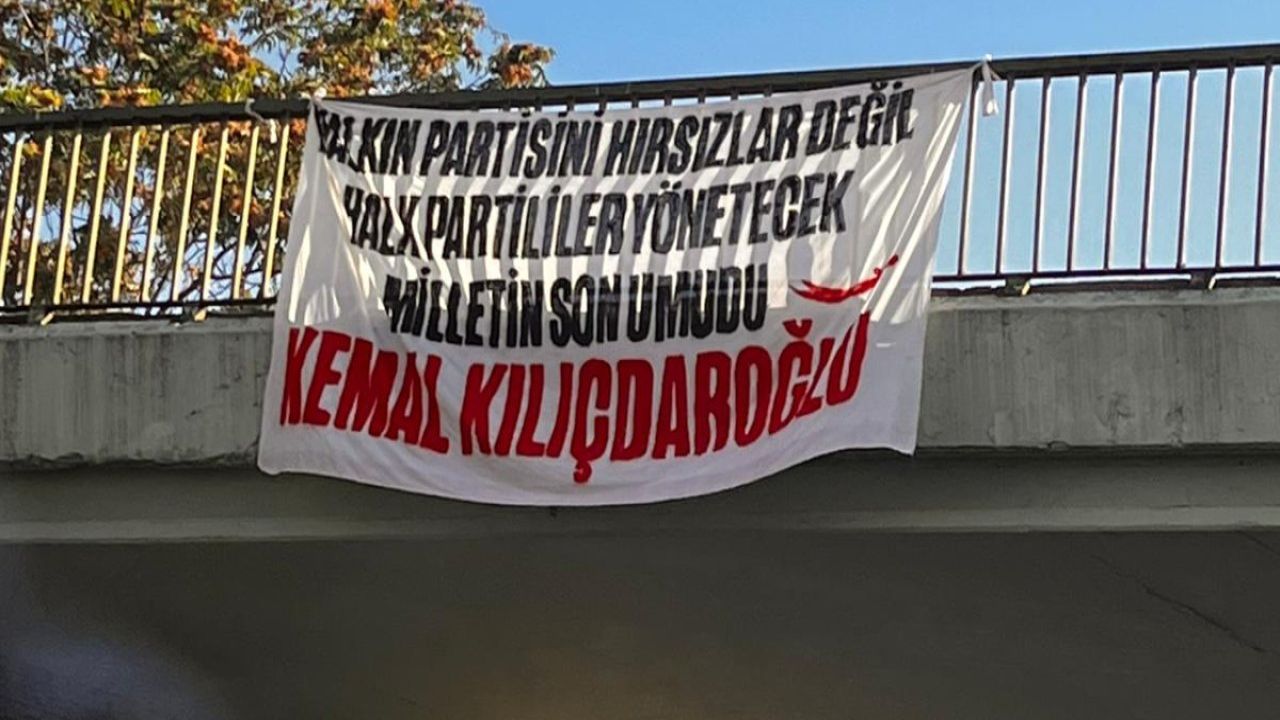 HALKIN PARTİSİNİ HIRSIZLAR DEĞİL
HALK PARTİLİLER YÖNETECEK
MİLLETİN SON UMUDU
KEMAL KILIÇDAROĞLU